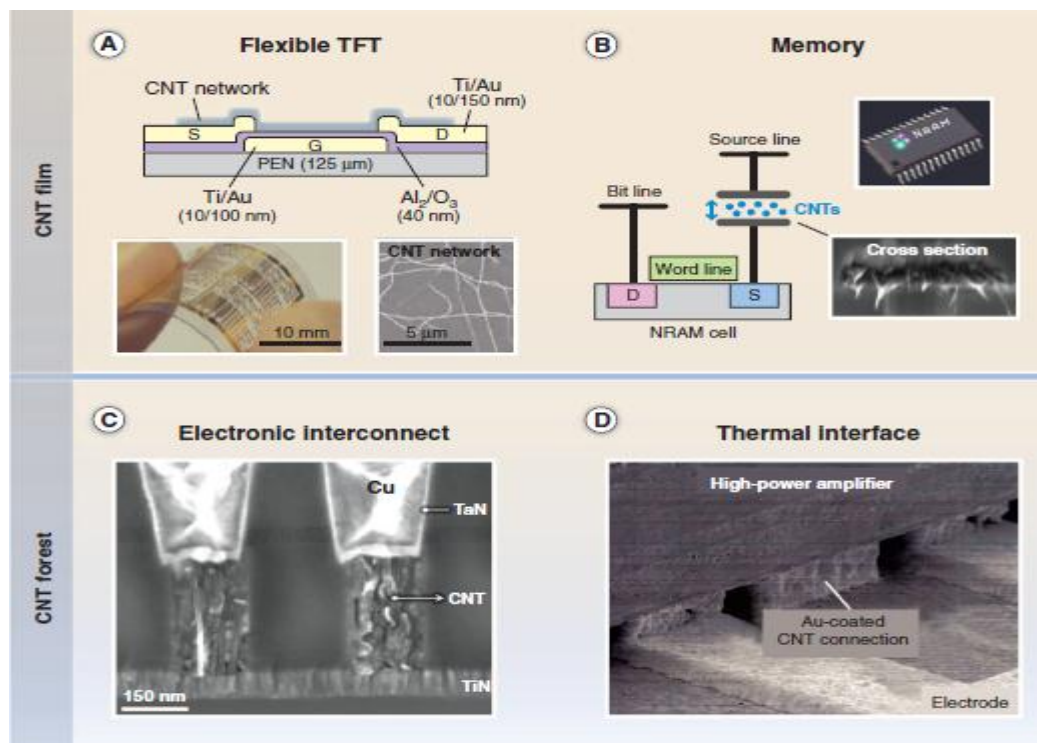 CNT film
A
Flexible TFT
CNT network
Ti/Au
(10/150 nm)
S
D
G
PEN (125 μm)
Ti/Au
(10/100 nm)
Al2/O3
(40 nm)
10 mm
CNT network
5 μm
B
Memory
Source line
NRAM
Bit line
CNTs
Cross section
Word line
D
S
NRAM cell
CNT forest
C
Electronic interconnect
Cu
TaN
CNT
TiN
150 nm
D
Thermal interface
High-power amplifier
Au-coated
CNT connection
Electrode